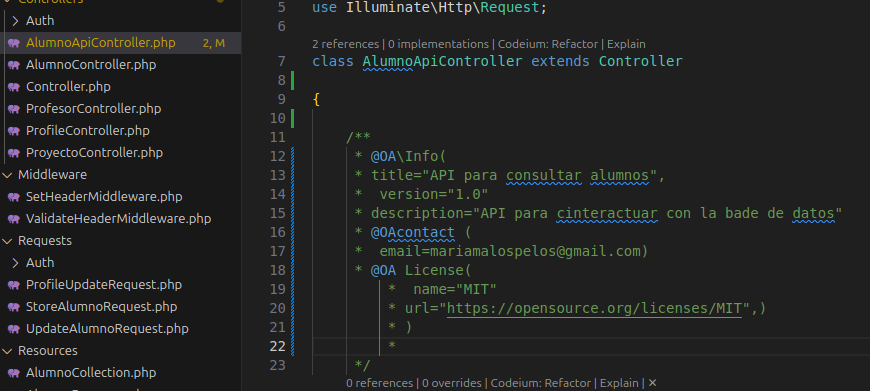 Controllers
> Auth
AlumnoApiController.php 2, M
AlumnoController.php
Controller.php
ProfesorController.php
ProfileController.php
ProyectoController.php
Middleware
SetHeaderMiddleware.php
ValidateHeaderMiddleware.php
Requests
> Auth
ProfileUpdateRequest.php
StoreAlumnoRequest.php
UpdateAlumnoRequest.php
Resources
AlumnoCollection.php
5 use Illuminate\Http\Request;
6
2 references | 0 implementations | Codeium: Refactor | Explain
7 class AlumnoApiController extends Controller
8
9 {
10
11 /**
12 * @OA\Info(
13 * title="API para consultar alumnos",
14 *  version="1.0"
15 * description="API para cinteractuar con la bade de datos"
16 * @OAcontact (
17 *  email=mariamalospelos@gmail.com)
18 * @OA License(
19 *  name="MIT"
20 * url="https://opensource.org/licenses/MIT",)
21 * )
22 *
23 */
0 references | 0 overrides | Codeium: Refactor | Explain | ×